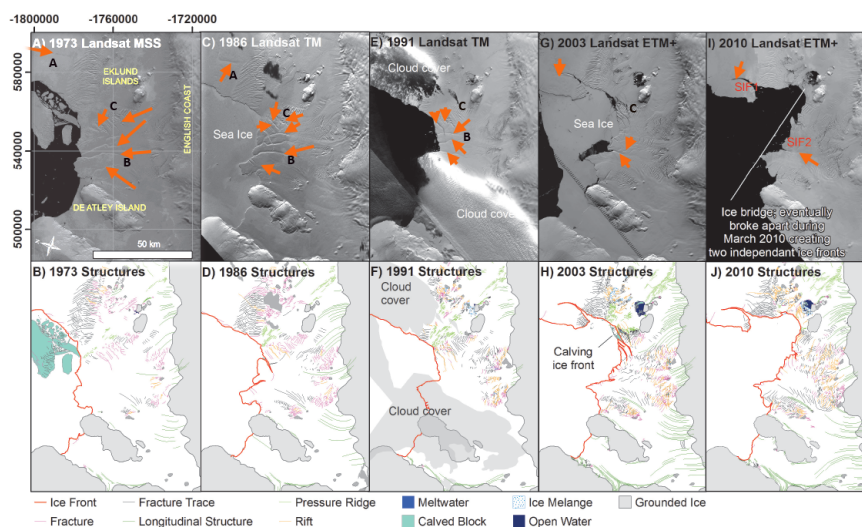 -1800000
-1760000
-1720000
580000
540000
500000
A) 1973 Landsat MSS
A
EKLUND
ISLANDS
C
B
ENGLISH COAST
DE ATLEY ISLAND
50 km
C) 1986 Landsat TM
A
C
Sea Ice
B
E) 1991 Landsat TM
Cloud cover
C
B
Cloud cover
G) 2003 Landsat ETM+
C
Sea Ice
I) 2010 Landsat ETM+
SIF1
SIF2
Ice bridge; eventually
broke apart during
March 2010 creating
two independant ice fronts
B) 1973 Structures
D) 1986 Structures
F) 1991 Structures
Cloud
cover
Cloud cover
H) 2003 Structures
Calving
ice front
J) 2010 Structures
Ice Front
Fracture Trace
Pressure Ridge
Meltwater
Ice Melange
Grounded Ice
Fracture
Longitudinal Structure
Rift
Calved Block
Open Water